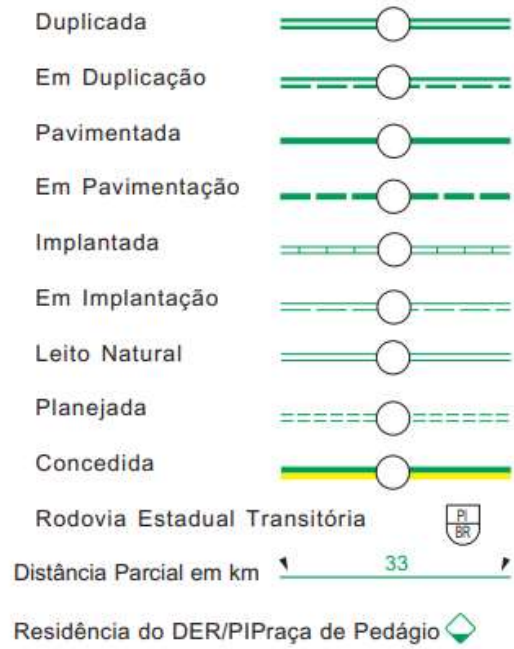 Duplicada
Em Duplicação
Pavimentada
Em Pavimentação
Implantada
Em Implantação
Leito Natural
Planejada
Concedida
Rodovia Estadual Transitória PI BR
Distância Parcial em km 33
Residência do DER/PIPraça de Pedágio